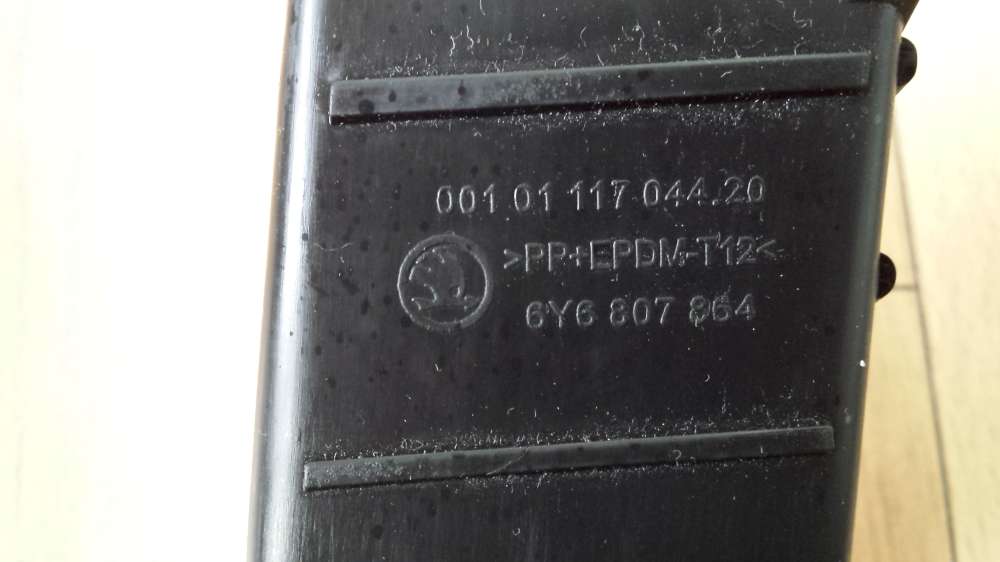 001 01 117 044.20
>PP+EPDM-T12<
6Y6 807 864